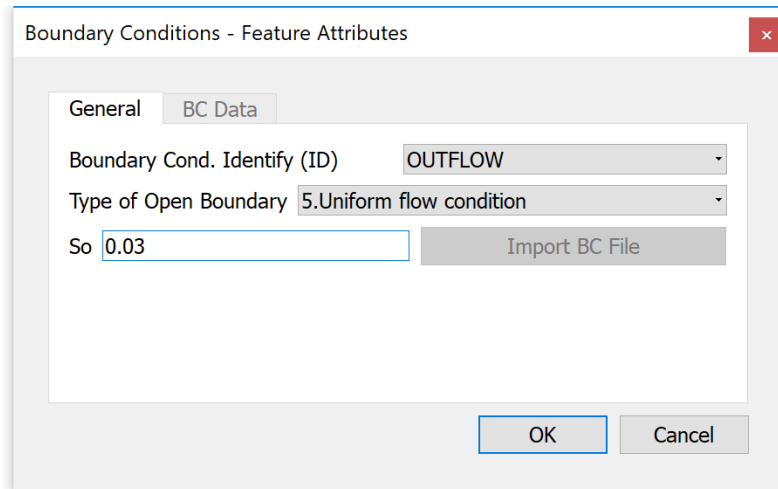 Boundary Conditions - Feature Attributes
General BC Data
Boundary Cond. Identify (ID) OUTFLOW
Type of Open Boundary 5.Uniform flow condition
So 0.03 Import BC File
OK Cancel